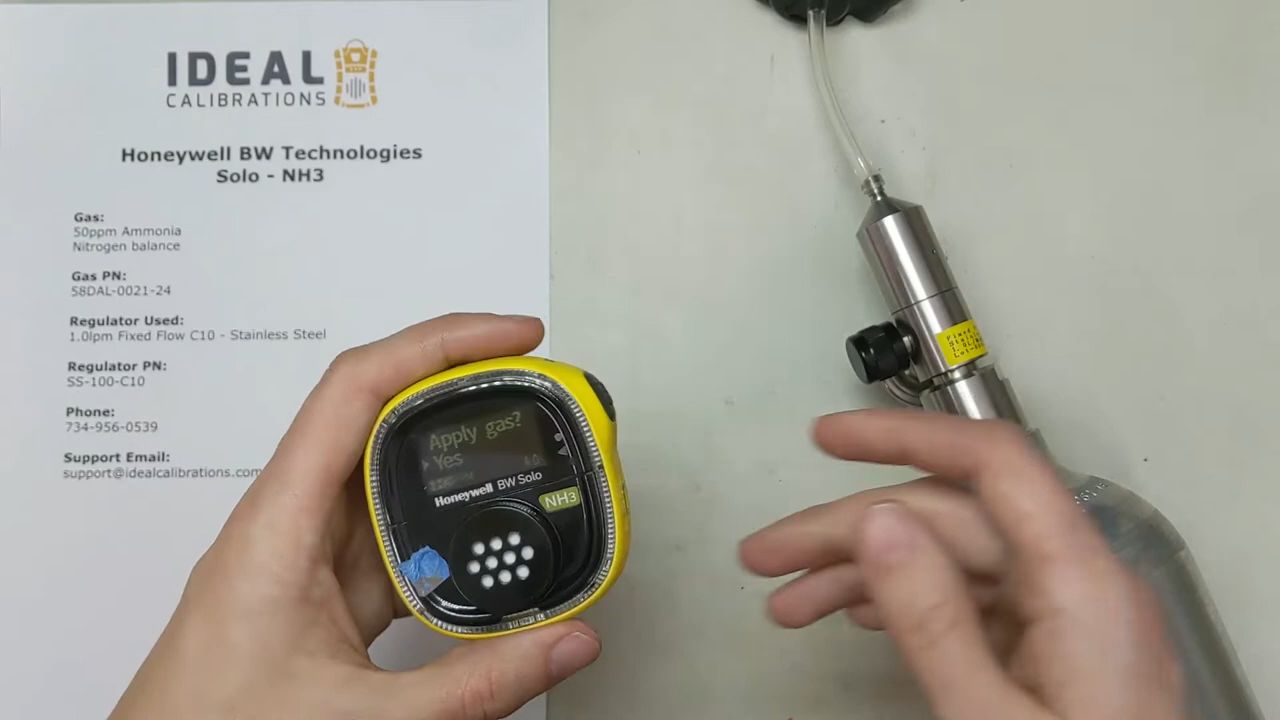 IDEAL
CALIBRATIONS
Honeywell BW Technologies
Solo - NH3
Gas:
50ppm Ammonia
Nitrogen balance
Gas PN:
58DAL-0021-24
Regulator Used:
1.0lpm Fixed Flow C10 - Stainless Steel
Regulator PN:
SS-100-C10
Phone:
734-956-0539
Support Email:
support@idealcalibrations.com
Apply gas?
Yes
Honeywell BW Solo
NH3